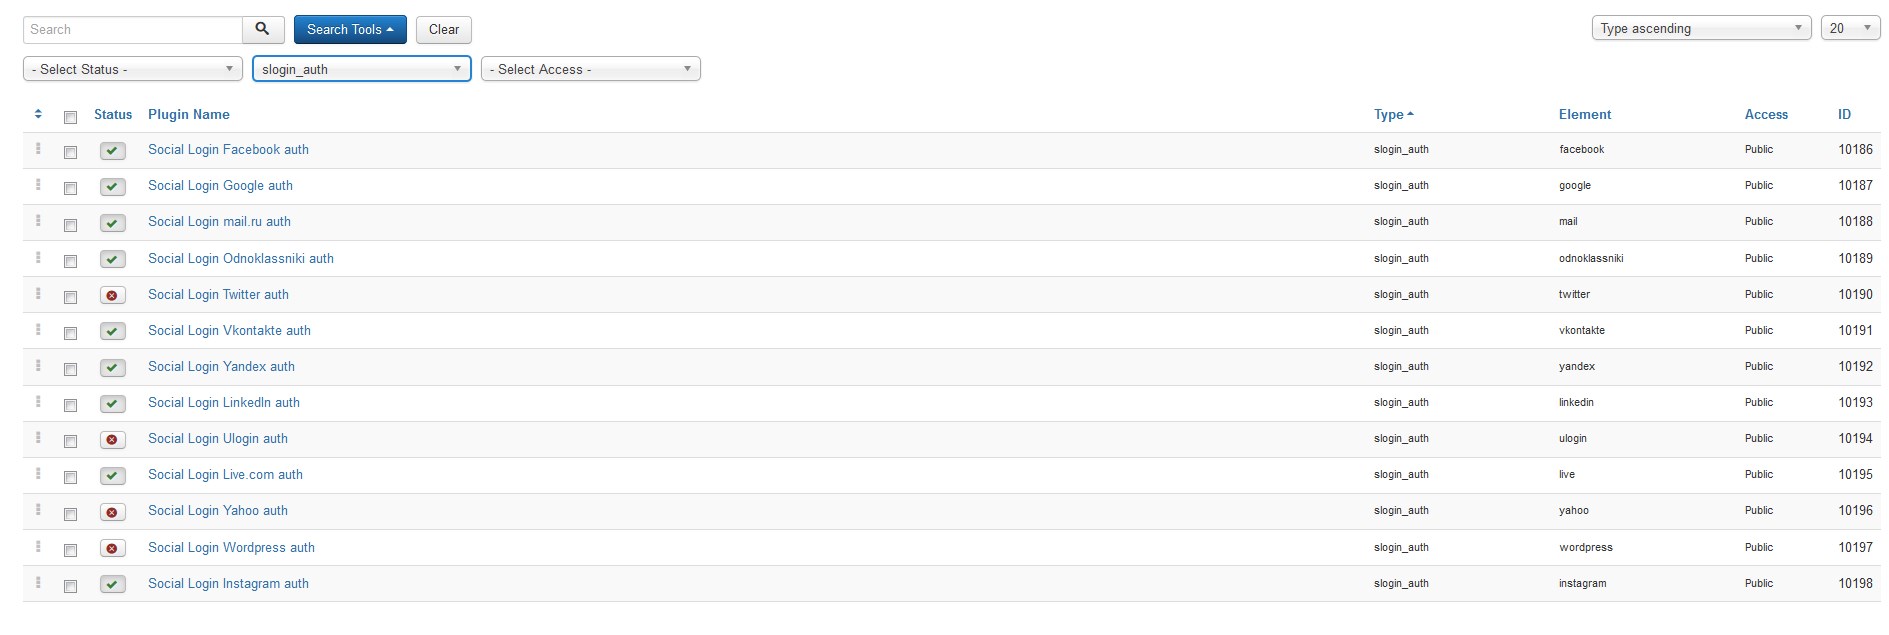 Search Search Tools Clear Type ascending 20
- Select Status - slogin_auth - Select Access -
Status Plugin Name Type Element Access ID
Social Login Facebook auth slogin_auth facebook Public 10186
Social Login Google auth slogin_auth google Public 10187
Social Login mail.ru auth slogin_auth mail Public 10188
Social Login Odnoklassniki auth slogin_auth odnoklassniki Public 10189
Social Login Twitter auth slogin_auth twitter Public 10190
Social Login Vkontakte auth slogin_auth vkontakte Public 10191
Social Login Yandex auth slogin_auth yandex Public 10192
Social Login LinkedIn auth slogin_auth linkedin Public 10193
Social Login Ulogin auth slogin_auth ulogin Public 10194
Social Login Live.com auth slogin_auth live Public 10195
Social Login Yahoo auth slogin_auth yahoo Public 10196
Social Login Wordpress auth slogin_auth wordpress Public 10197
Social Login Instagram auth slogin_auth instagram Public 10198